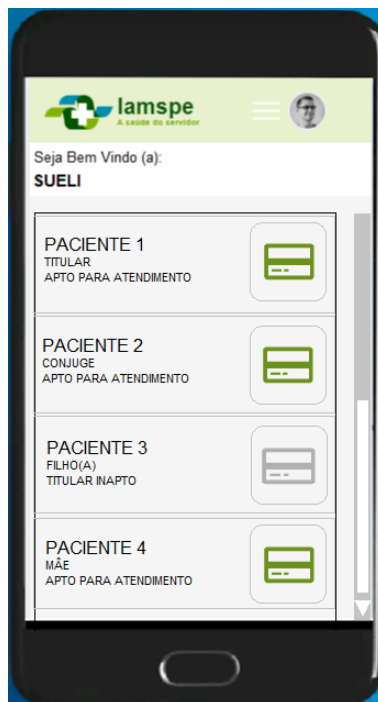 Iamspe
A saúde do servidor
Seja Bem Vindo (a):
SUELI
PACIENTE 1
TITULAR
APTO PARA ATENDIMENTO
PACIENTE 2
CONJUGE
APTO PARA ATENDIMENTO
PACIENTE 3
FILHO(A)
TITULAR INAPTO
PACIENTE 4
MÂE
APTO PARA ATENDIMENTO